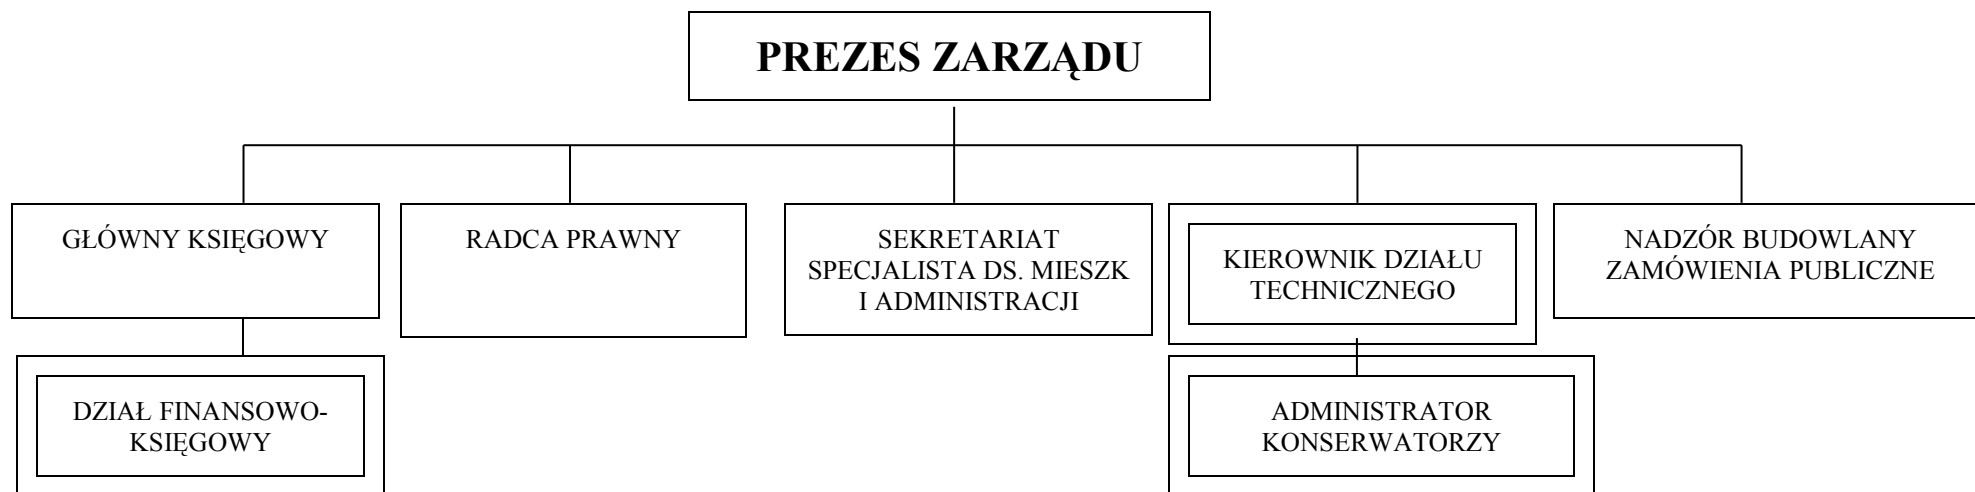 PREZES ZARZĄDU
GŁÓWNY KSIĘGOWY
RADCA PRAWNY
SEKRETARIAT
SPECJALISTA DS. MIESZK
I ADMINISTRACJI
KIEROWNIK DZIAŁU
TECHNICZNEGO
NADZÓR BUDOWLANY
ZAMÓWIENIA PUBLICZNE
DZIAŁ FINANSOWO-
KSIĘGOWY
ADMINISTRATOR
KONSERWATORZY